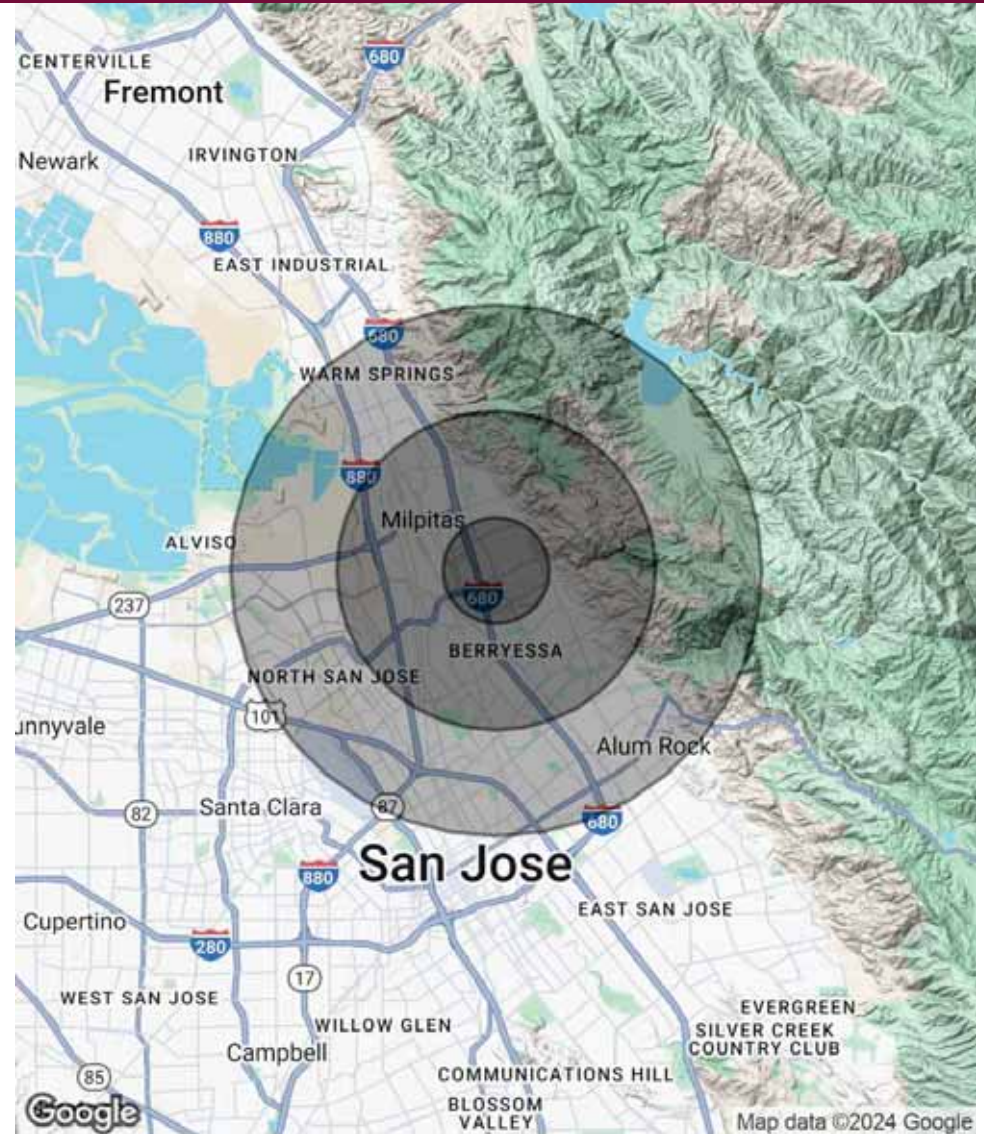 680
CENTERVILLE
Fremont
Newark
IRVINGTON
880
EAST INDUSTRIAL
680
WARM SPRINGS
880
Milpitas
ALVISO
237
680
BERRYESSA
NORTH SAN JOSE
101
unnyvale
Alum Rock
Santa Clara
87
82
680
San Jose
880
EAST SAN JOSE
Cupertino
280
17
WEST SAN JOSE
EVERGREEN
WILLOW GLEN
SILVER CREEK
COUNTRY CLUB
Campbell
85
COMMUNICATIONS HILL
BLOSSOM
VALLEY
Google
Map data ©2024 Google